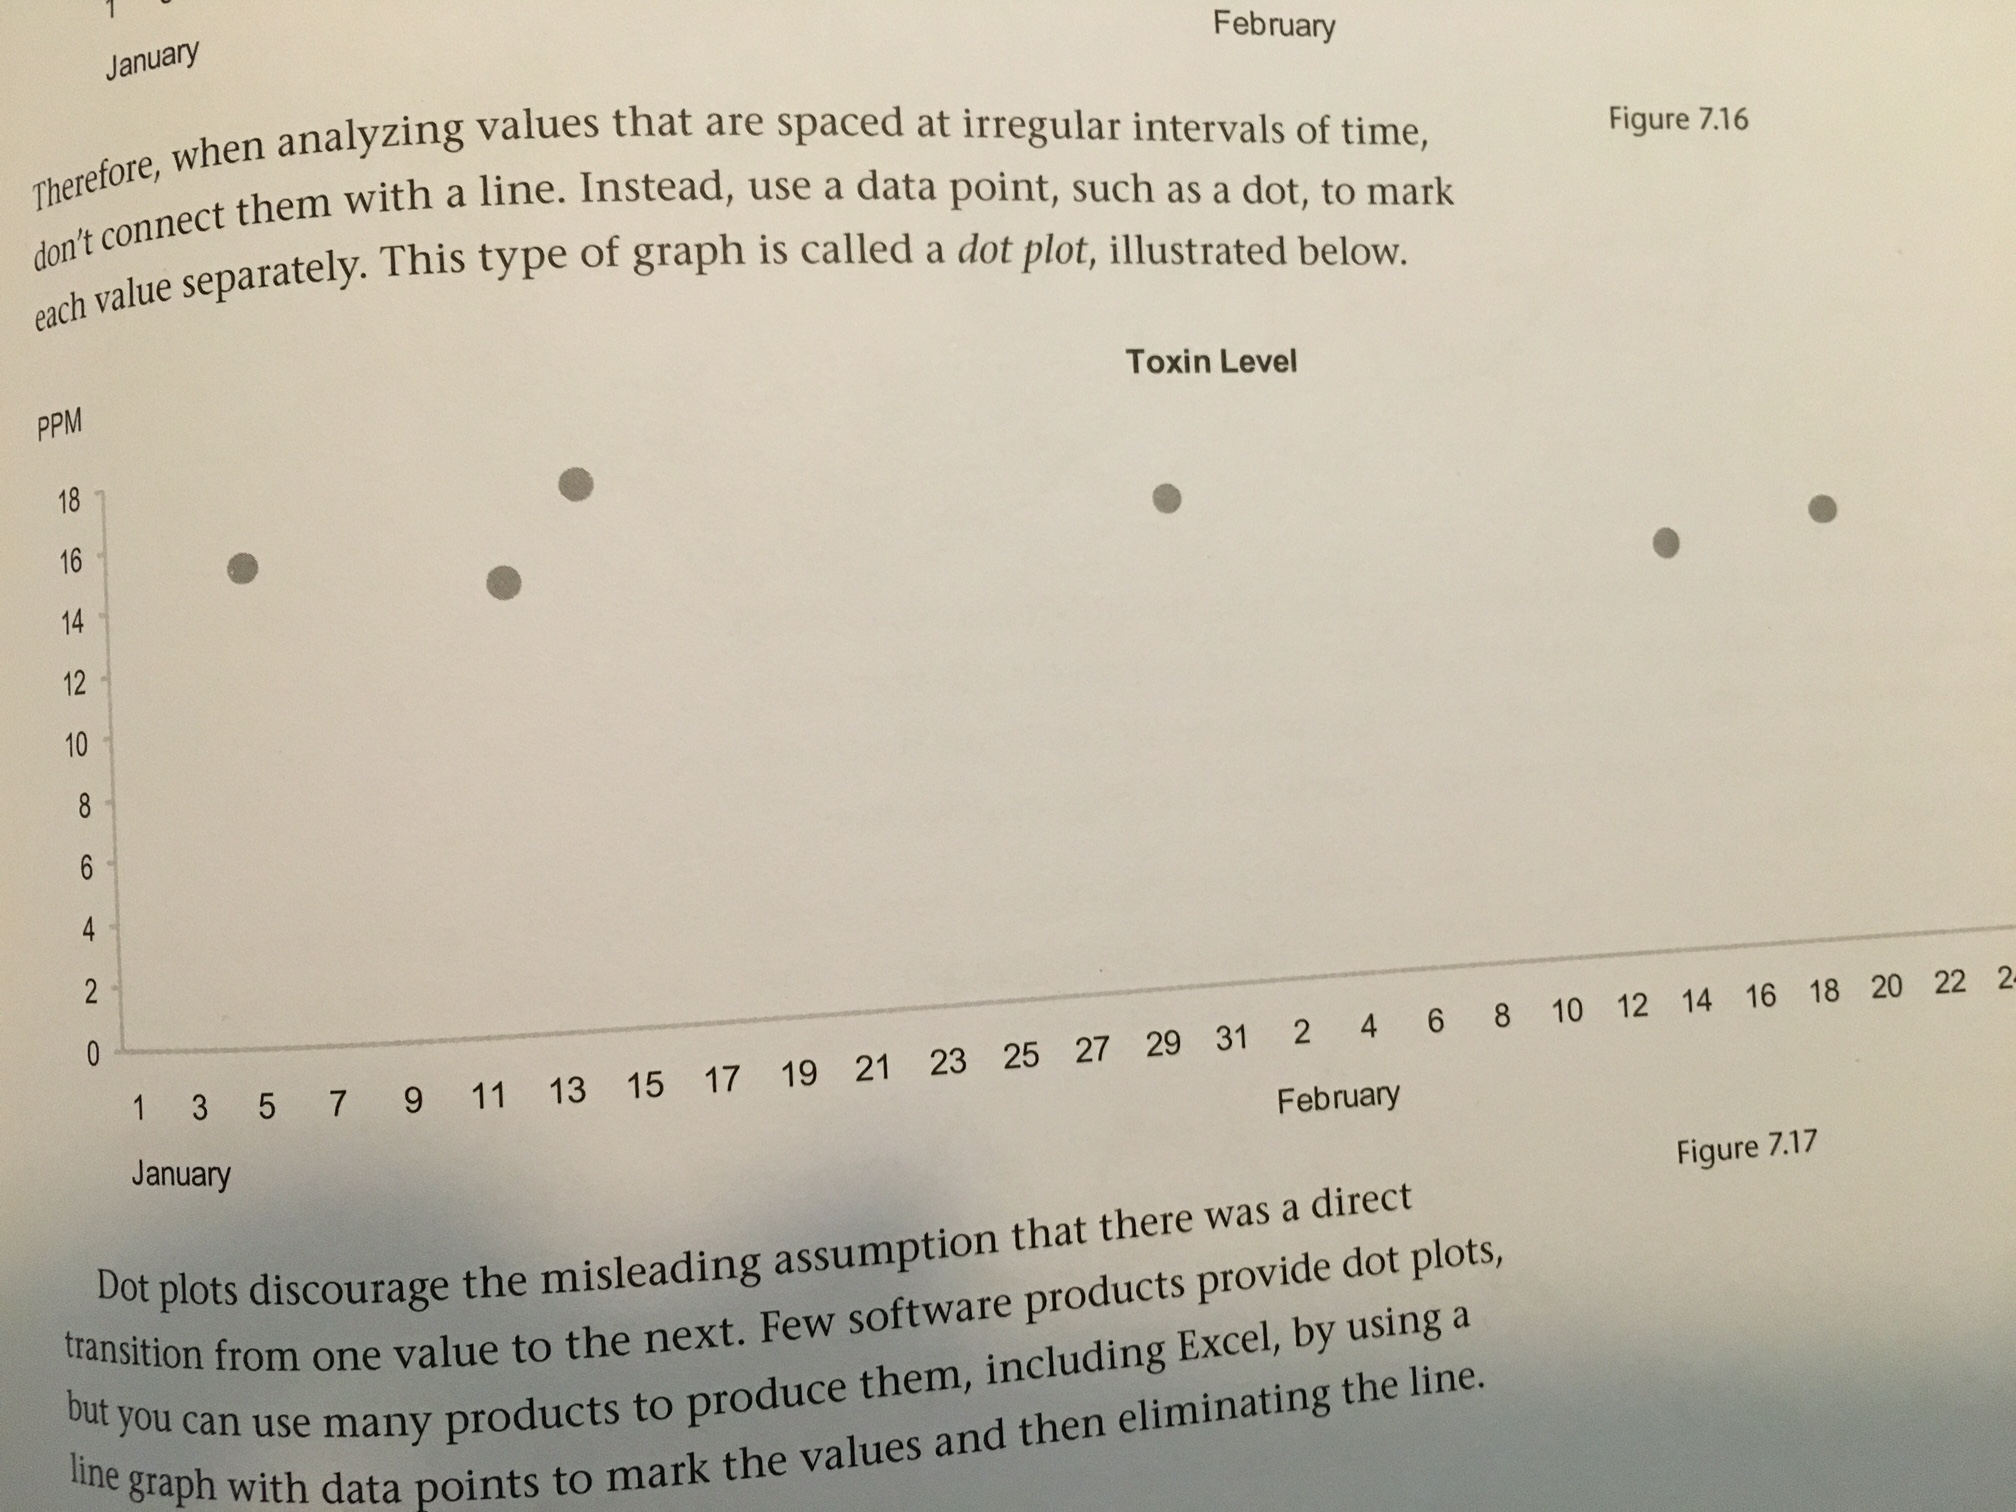 January
February
Figure 7.16
Therefore, when analyzing values that are spaced at irregular intervals of time,
don't connect them with a line. Instead, use a data point, such as a dot, to mark
each value separately. This type of graph is called a dot plot, illustrated below.
Toxin Level
PPM
18
16
14
12
10
8
6
4
2
0
1 3 5 7 9 11 13 15 17 19 21 23 25 27 29 31 2 4 6 8 10 12 14 16 18 20 22
January
February
Figure 7.17
Dot plots discourage the misleading assumption that there was a direct
transition from one value to the next. Few software products provide dot plots,
but you can use many products to produce them, including Excel, by using a
line graph with data points to mark the values and then eliminating the line.